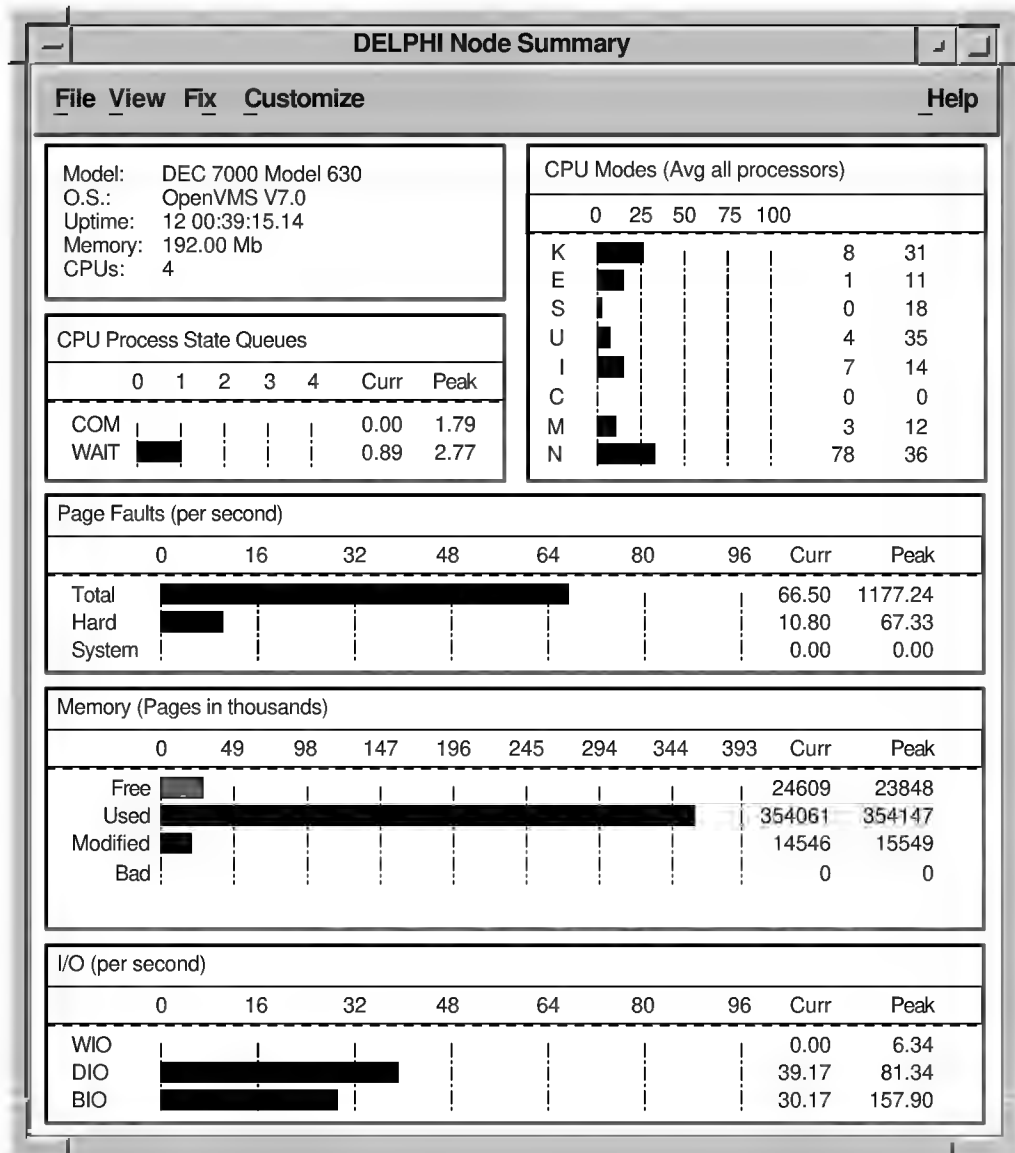 DELPHI Node Summary
File View Fix Customize Help
Model: DEC 7000 Model 630
O.S.: OpenVMS V7.0
Uptime: 12 00:39:15.14
Memory: 192.00 Mb
CPUs: 4
CPU Process State Queues
0 1 2 3 4 Curr Peak
COM 0.00 1.79
WAIT 0.89 2.77
CPU Modes (Avg all processors)
0 25 50 75 100
K 8 31
E 1 11
S 0 18
U 4 35
I 7 14
C 0 0
M 3 12
N 78 36
Page Faults (per second)
0 16 32 48 64 80 96 Curr Peak
Total 66.50 1177.24
Hard 10.80 67.33
System 0.00 0.00
Memory (Pages in thousands)
0 49 98 147 196 245 294 344 393 Curr Peak
Free 24609 23848
Used 354061 354147
Modified 14546 15549
Bad 0 0
I/O (per second)
0 16 32 48 64 80 96 Curr Peak
WIO 0.00 6.34
DIO 39.17 81.34
BIO 30.17 157.90